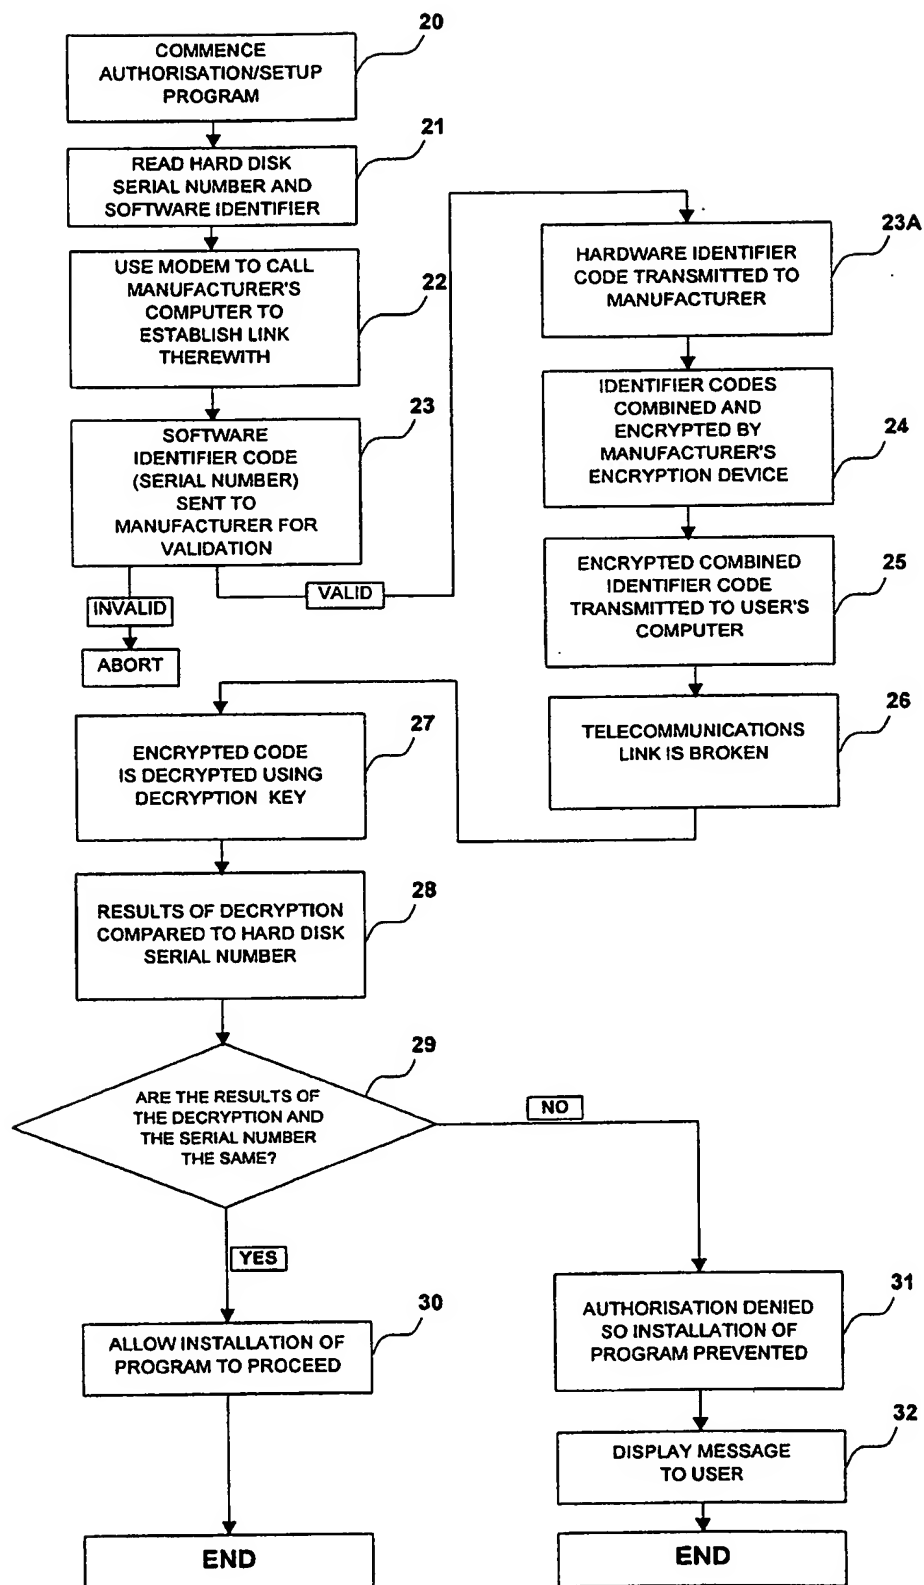 20
COMMENCE
AUTHORISATION/SETUP
PROGRAM
21
READ HARD DISK
SERIAL NUMBER AND
SOFTWARE IDENTIFIER
22
USE MODEM TO CALL
MANUFACTURER'S
COMPUTER TO
ESTABLISH LINK
THEREWITH
23
SOFTWARE
IDENTIFIER CODE
(SERIAL NUMBER)
SENT TO
MANUFACTURER FOR
VALIDATION
INVALID
VALID
ABORT
23A
HARDWARE IDENTIFIER
CODE TRANSMITTED TO
MANUFACTURER
24
IDENTIFIER CODES
COMBINED AND
ENCRYPTED BY
MANUFACTURER'S
ENCRYPTION DEVICE
25
ENCRYPTED COMBINED
IDENTIFIER CODE
TRANSMITTED TO USER'S
COMPUTER
26
TELECOMMUNICATIONS
LINK IS BROKEN
27
ENCRYPTED CODE
IS DECRYPTED USING
DECRYPTION KEY
28
RESULTS OF DECRYPTION
COMPARED TO HARD DISK
SERIAL NUMBER
29
ARE THE RESULTS OF
THE DECRYPTION AND
THE SERIAL NUMBER
THE SAME?
NO
YES
30
ALLOW INSTALLATION OF
PROGRAM TO PROCEED
END
31
AUTHORISATION DENIED
SO INSTALLATION OF
PROGRAM PREVENTED
32
DISPLAY MESSAGE
TO USER
END